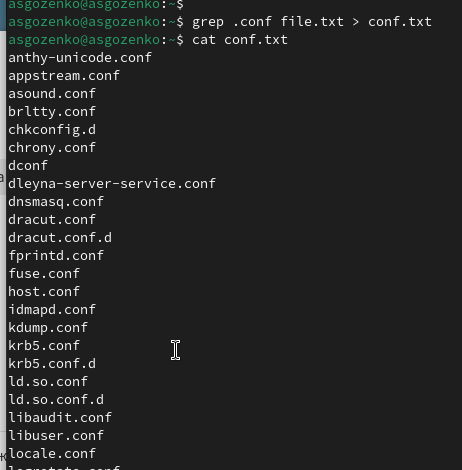 asgozenko@asgozenko:~$
asgozenko@asgozenko:~$ grep .conf file.txt > conf.txt
asgozenko@asgozenko:~$ cat conf.txt
anthy-unicode.conf
appstream.conf
asound.conf
brltty.conf
chkconfig.d
chrony.conf
dconf
dleyna-server-service.conf
dnsmasq.conf
dracut.conf
dracut.conf.d
fprintd.conf
fuse.conf
host.conf
idmapd.conf
kdump.conf
krb5.conf
krb5.conf.d
ld.so.conf
ld.so.conf.d
libaudit.conf
libuser.conf
locale.conf